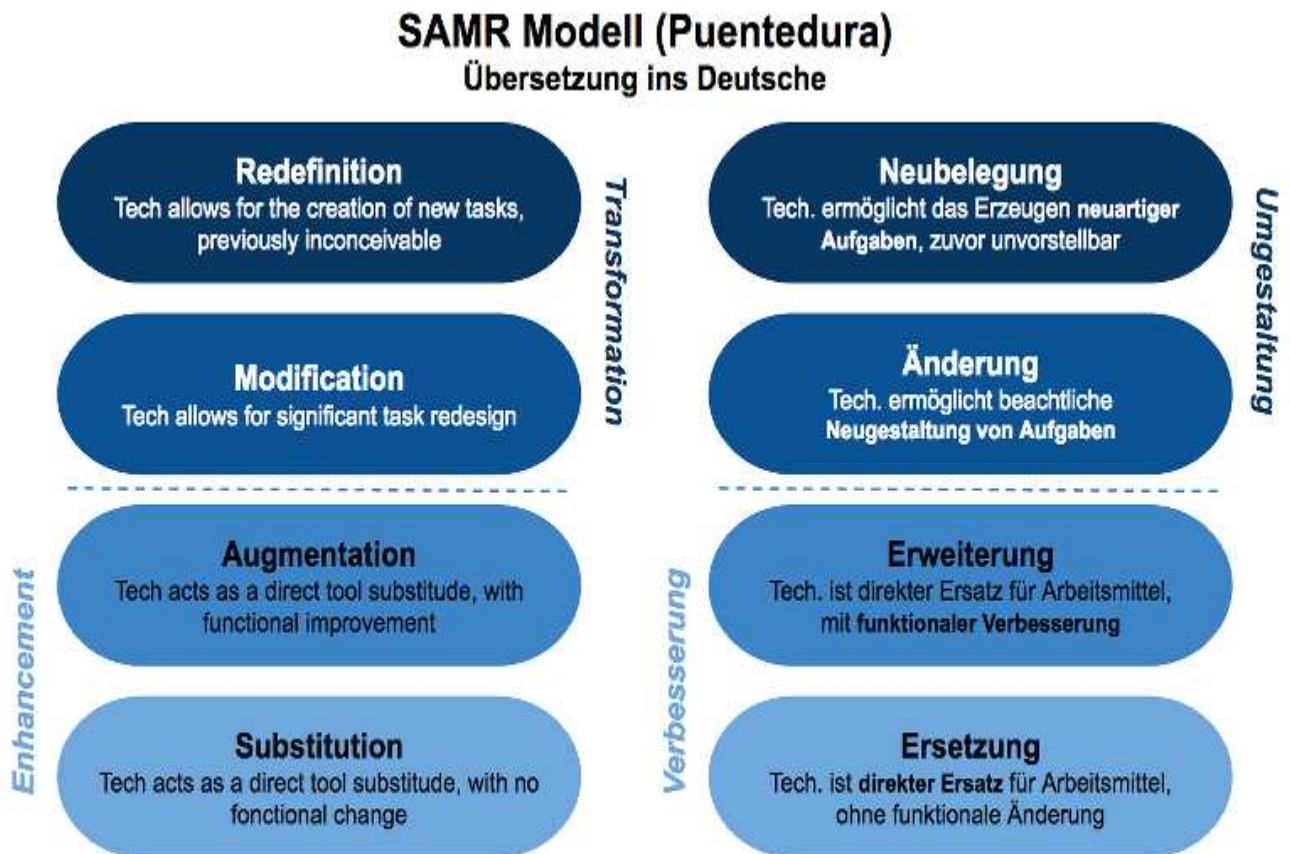 SAMR Modell (Puentedura)
Übersetzung ins Deutsche
Redefinition
Tech allows for the creation of new tasks,
previously inconceivable
Modification
Tech allows for significant task redesign
Transformation
Augmentation
Tech acts as a direct tool substitude, with
functional improvement
Substitution
Tech acts as a direct tool substitude, with no
fonctional change
Enhancement
Neubelegung
Tech. ermöglicht das Erzeugen neuartiger
Aufgaben, zuvor unvorstellbar
Änderung
Tech. ermöglicht beachtliche
Neugestaltung von Aufgaben
Umgestaltung
Erweiterung
Tech. ist direkter Ersatz für Arbeitsmittel,
mit funktionaler Verbesserung
Ersetzung
Tech. ist direkter Ersatz für Arbeitsmittel,
ohne funktionale Änderung
Verbesserung